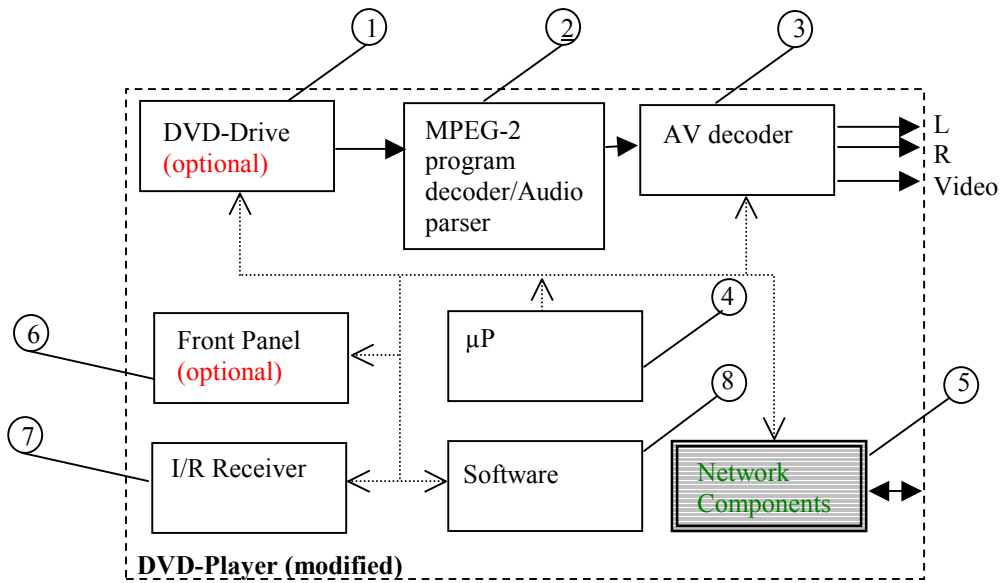 1
2
3
DVD-Drive
(optional)
MPEG-2
program
decoder/Audio
parser
AV decoder
L
R
Video
4
6
Front Panel
(optional)
µP
8
5
7
I/R Receiver
Software
Network
Components
DVD-Player (modified)